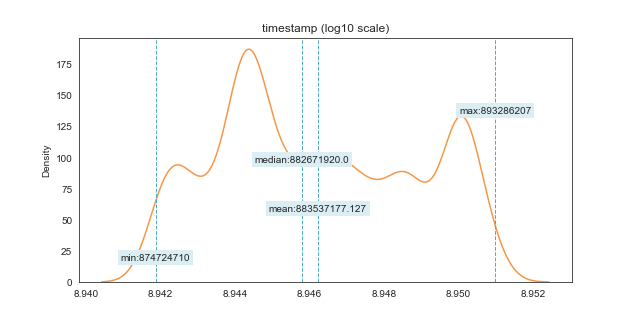 timestamp (log10 scale)
175
150
125
100
75
50
25
0
Density
max:893286207
median:882671920.0
mean:883537177.127
min:874724710
8.940
8.942
8.944
8.946
8.948
8.950
8.952